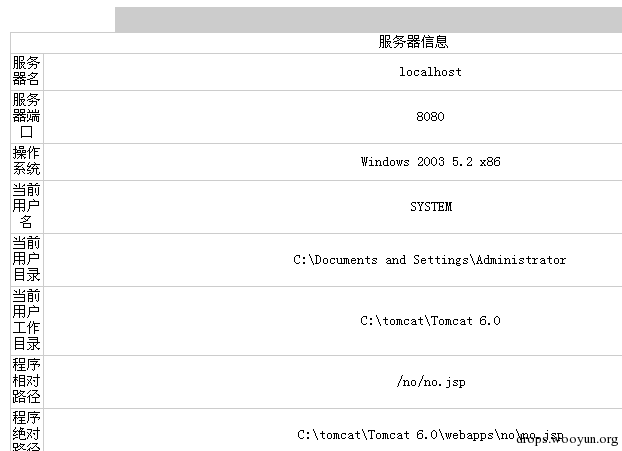 服务器信息
服务
器名
localhost
服务
器端
口
8080
操作
系统
Windows 2003 5.2 x86
当前
用户
名
SYSTEM
当前
用户
目录
C:\Documents and Settings\Administrator
当前
用户
工作
目录
C:\tomcat\Tomcat 6.0
程序
相对
路径
/no/no.jsp
程序
绝对
路径
C:\tomcat\Tomcat 6.0\webapps\no\no.jsp
drops.wooyun.org